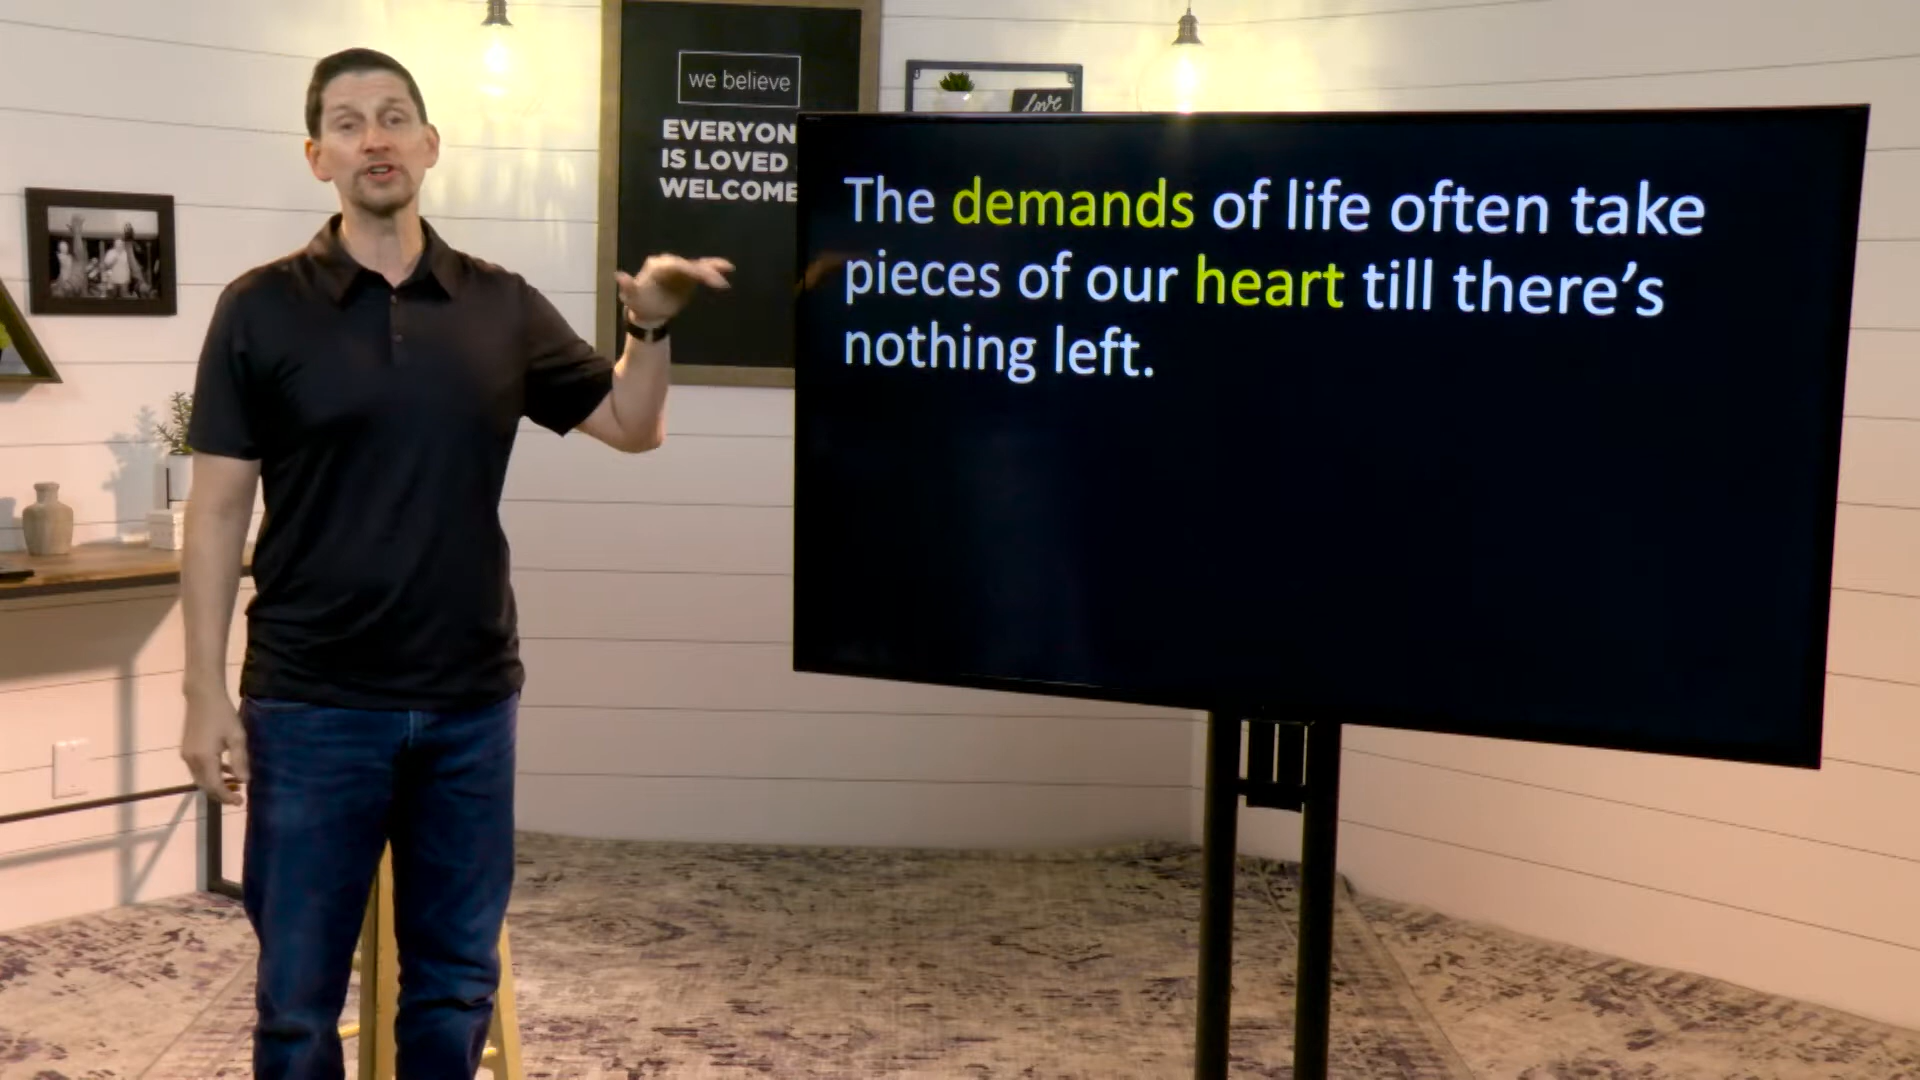 we believe
EVERYON
IS LOVED
WELCOME
love
The demands of life often take
pieces of our heart till there’s
nothing left.